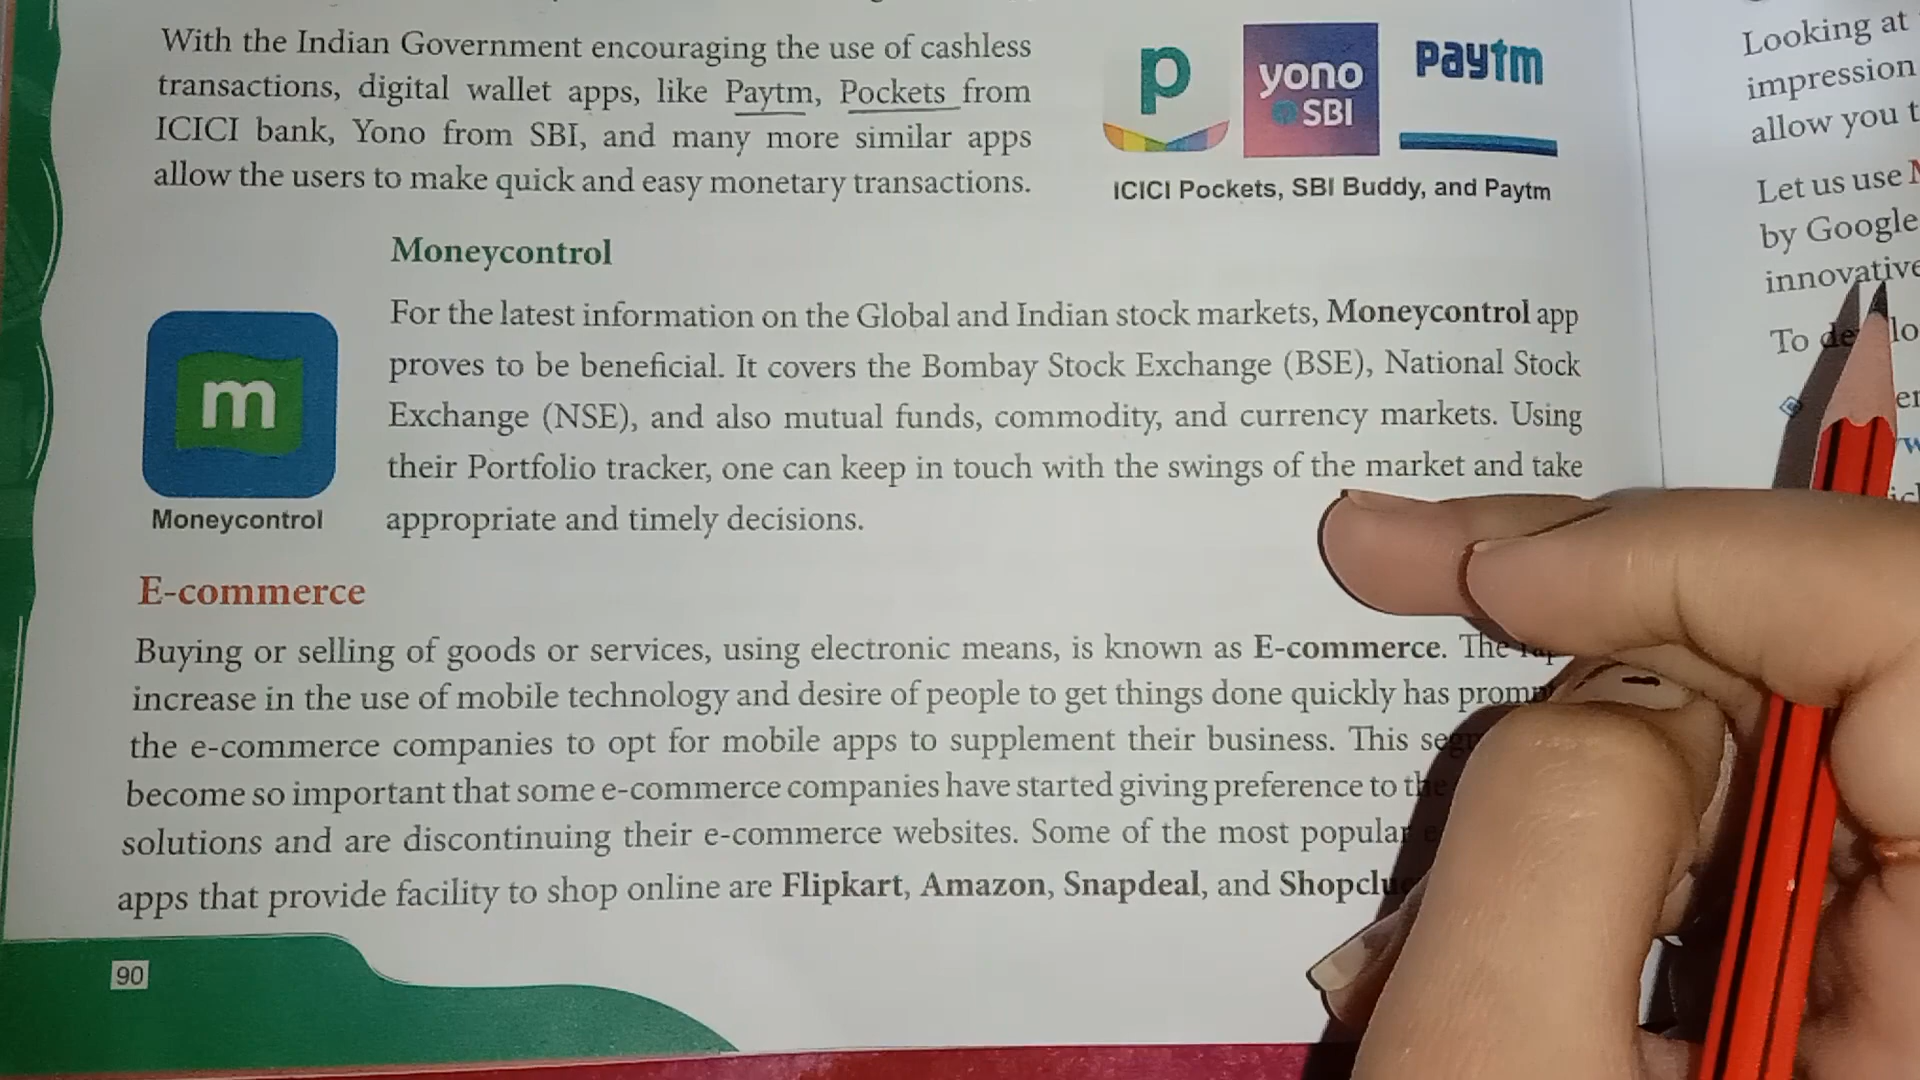 With the Indian Government encouraging the use of cashless
transactions, digital wallet apps, like Paytm, Pockets from
ICICI bank, Yono from SBI, and many more similar apps
allow the users to make quick and easy monetary transactions.
p
yono
SBI
paytm
ICICI Pockets, SBI Buddy, and Paytm
Moneycontrol
m
Moneycontrol
For the latest information on the Global and Indian stock markets, Moneycontrol app
proves to be beneficial. It covers the Bombay Stock Exchange (BSE), National Stock
Exchange (NSE), and also mutual funds, commodity, and currency markets. Using
their Portfolio tracker, one can keep in touch with the swings of the market and take
appropriate and timely decisions.
E-commerce
Buying or selling of goods or services, using electronic means, is known as E-commerce. The
increase in the use of mobile technology and desire of people to get things done quickly has
the e-commerce companies to opt for mobile apps to supplement their business. This
become so important that some e-commerce companies have started giving preference to
solutions and are discontinuing their e-commerce websites. Some of the most popular
apps that provide facility to shop online are Flipkart, Amazon, Snapdeal, and
90
Looking at
impression
allow you
Let us use
by Google
innovative
To